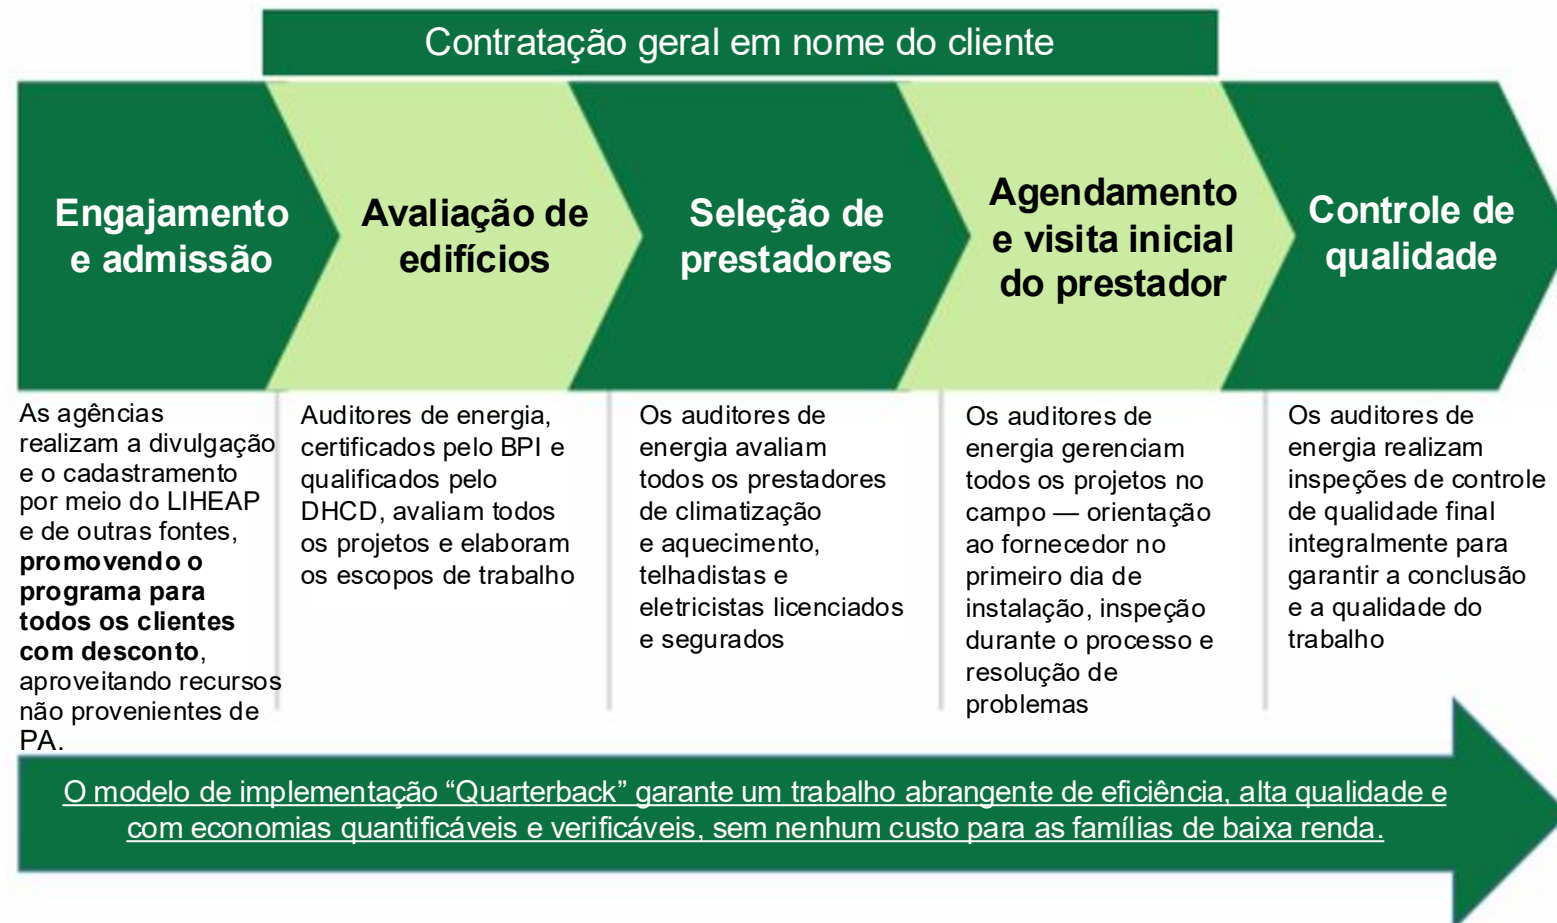 Contratação geral em nome do cliente
Engajamento
e admissão
Avaliação de
edifícios
Seleção de
prestadores
Agendamento
e visita inicial
do prestador
Controle de
qualidade
As agências
realizam a divulgação
e o cadastramento
por meio do LIHEAP
e de outras fontes,
promovendo o
programa para
todos os clientes
com desconto,
aproveitando recursos
não provenientes de
PA.
Auditores de energia,
certificados pelo BPI e
qualificados pelo
DHCD, avaliam todos
os projetos e elaboram
os escopos de trabalho
Os auditores de
energia avaliam
todos os prestadores
de climatização
e aquecimento,
telhadistas e
eletricistas licenciados
e segurados
Os auditores de
energia gerenciam
todos os projetos no
campo — orientação
ao fornecedor no
primeiro dia de
instalação, inspeção
durante o processo e
resolução de
problemas
Os auditores de
energia realizam
inspeções de controle
de qualidade final
integralmente para
garantir a conclusão
e a qualidade do
trabalho
O modelo de implementação “Quarterback” garante um trabalho abrangente de eficiência, alta qualidade e
com economias quantificáveis e verificáveis, sem nenhum custo para as famílias de baixa renda.